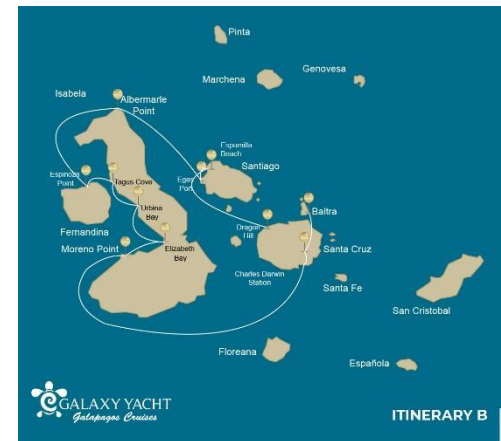 Pinta
Genovesa
Marchena
Isabela
Albermarle
Point
Espumilla
Beach
Santiago
Egas
Port
Espinoza
Point
Tagus Cove
Urbina
Bay
Baltra
Dragon
Hill
Fernandina
Moreno Point
Elizabeth
Bay
Santa Cruz
Charles Darwin
Station
Santa Fe
San Cristobal
Floreana
Española
GALAXY YACHT
Galapagos Cruises
ITINERARY B